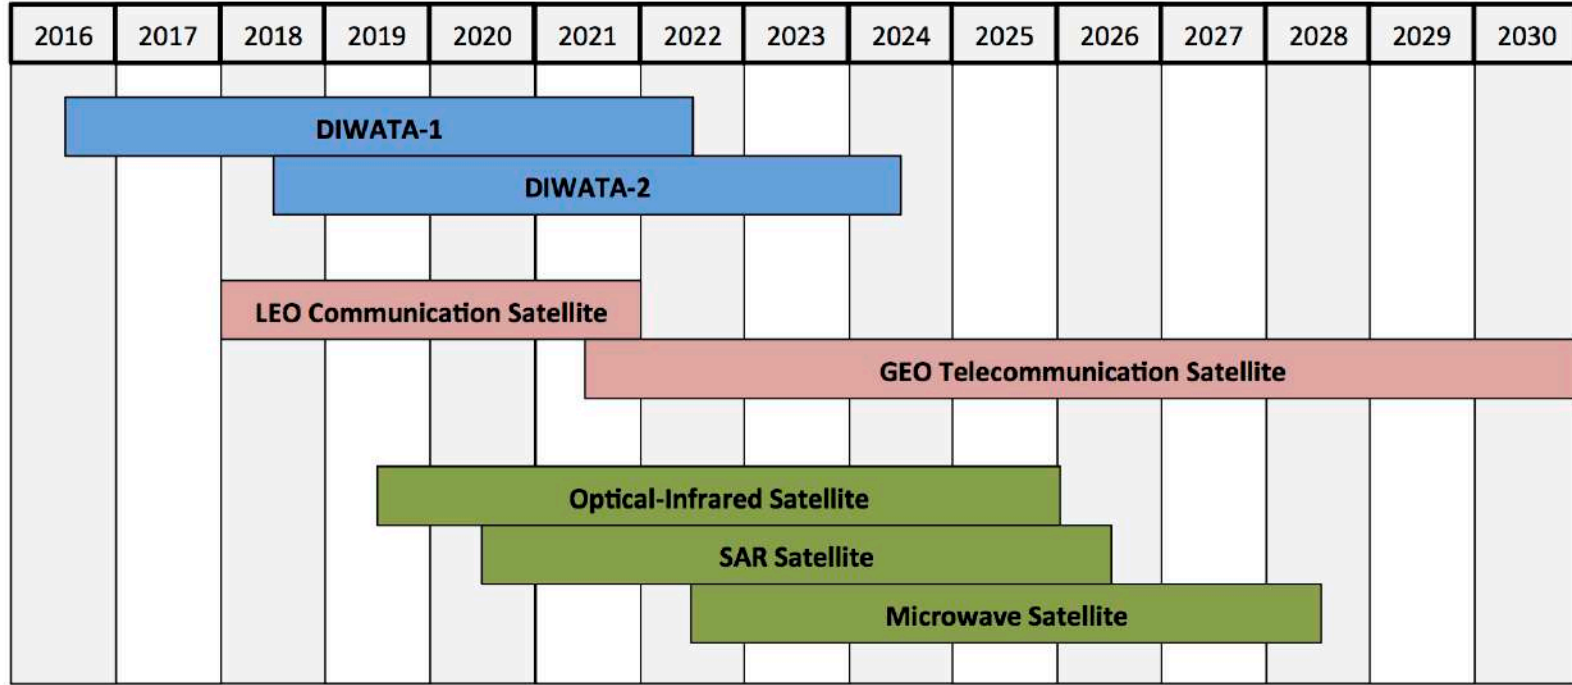 2016 2017 2018 2019 2020 2021 2022 2023 2024 2025 2026 2027 2028 2029 2030
DIWATA-1
DIWATA-2
LEO Communication Satellite
GEO Telecommunication Satellite
Optical-Infrared Satellite
SAR Satellite
Microwave Satellite